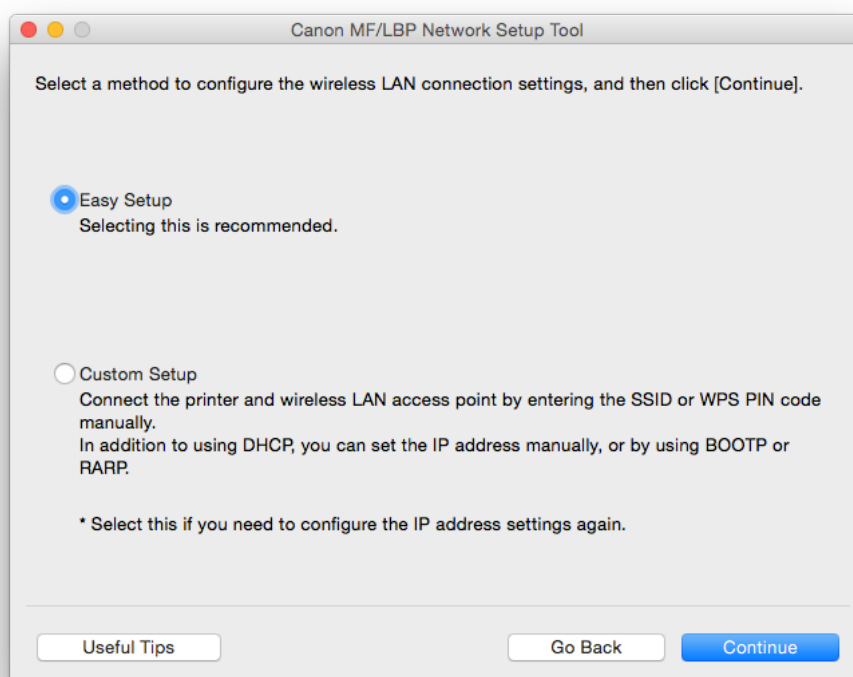 Canon MF/LBP Network Setup Tool
Select a method to configure the wireless LAN connection settings, and then click [Continue].
Easy Setup
Selecting this is recommended.
Custom Setup
Connect the printer and wireless LAN access point by entering the SSID or WPS PIN code
manually.
In addition to using DHCP, you can set the IP address manually, or by using BOOTP or
RARP.
* Select this if you need to configure the IP address settings again.
Useful Tips
Go Back
Continue